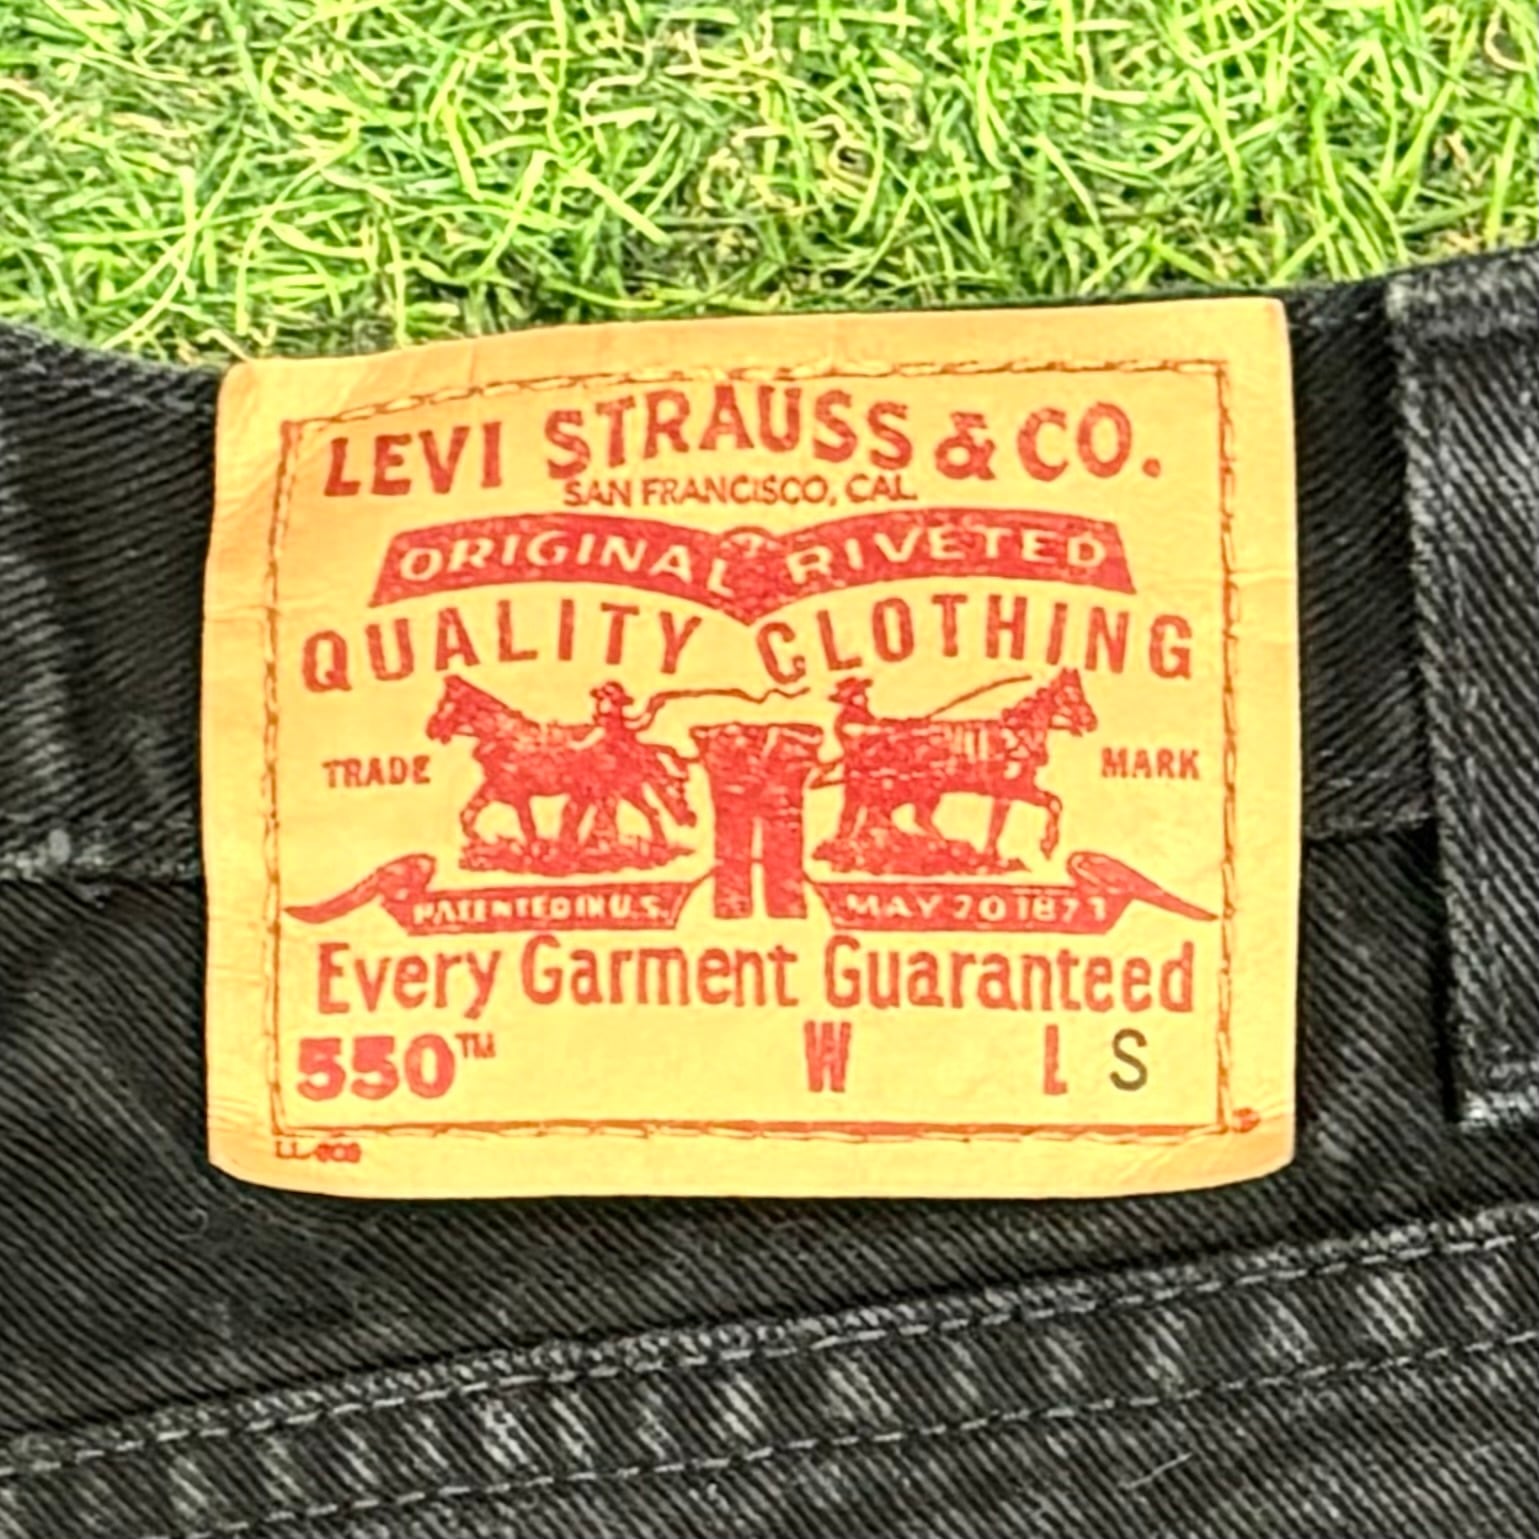 LEVI STRAUSS & CO.
SAN FRANCISCO, CAL.
ORIGINAL RIVETED
QUALITY CLOTHING
TRADE MARK
PATENTED IN U.S. MAY 20 1873
Every Garment Guaranteed
550™ W L S